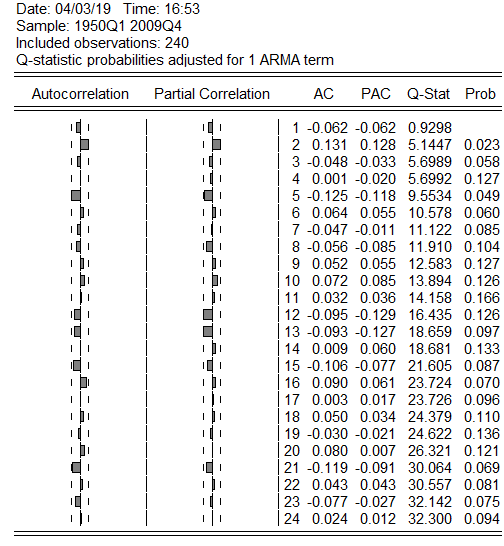 Date: 04/03/19 Time: 16:53
Sample: 1950Q1 2009Q4
Included observations: 240
Q-statistic probabilities adjusted for 1 ARMA term
Autocorrelation Partial Correlation AC PAC Q-Stat Prob
1 -0.062 -0.062 0.9298
2 0.131 0.128 5.1447 0.023
3 -0.048 -0.033 5.6989 0.058
4 0.001 -0.020 5.6992 0.127
5 -0.125 -0.118 9.5534 0.049
6 0.064 0.055 10.578 0.060
7 -0.047 -0.011 11.122 0.085
8 -0.056 -0.085 11.910 0.104
9 0.052 0.055 12.583 0.127
10 0.072 0.085 13.894 0.126
11 0.032 0.036 14.158 0.166
12 -0.095 -0.129 16.435 0.126
13 -0.093 -0.127 18.659 0.097
14 0.009 0.060 18.681 0.133
15 -0.106 -0.077 21.605 0.087
16 0.090 0.061 23.724 0.070
17 0.003 0.017 23.726 0.096
18 0.050 0.034 24.379 0.110
19 -0.030 -0.021 24.622 0.136
20 0.080 0.007 26.321 0.121
21 -0.119 -0.091 30.064 0.069
22 0.043 0.043 30.557 0.081
23 -0.077 -0.027 32.142 0.075
24 0.024 0.012 32.300 0.094